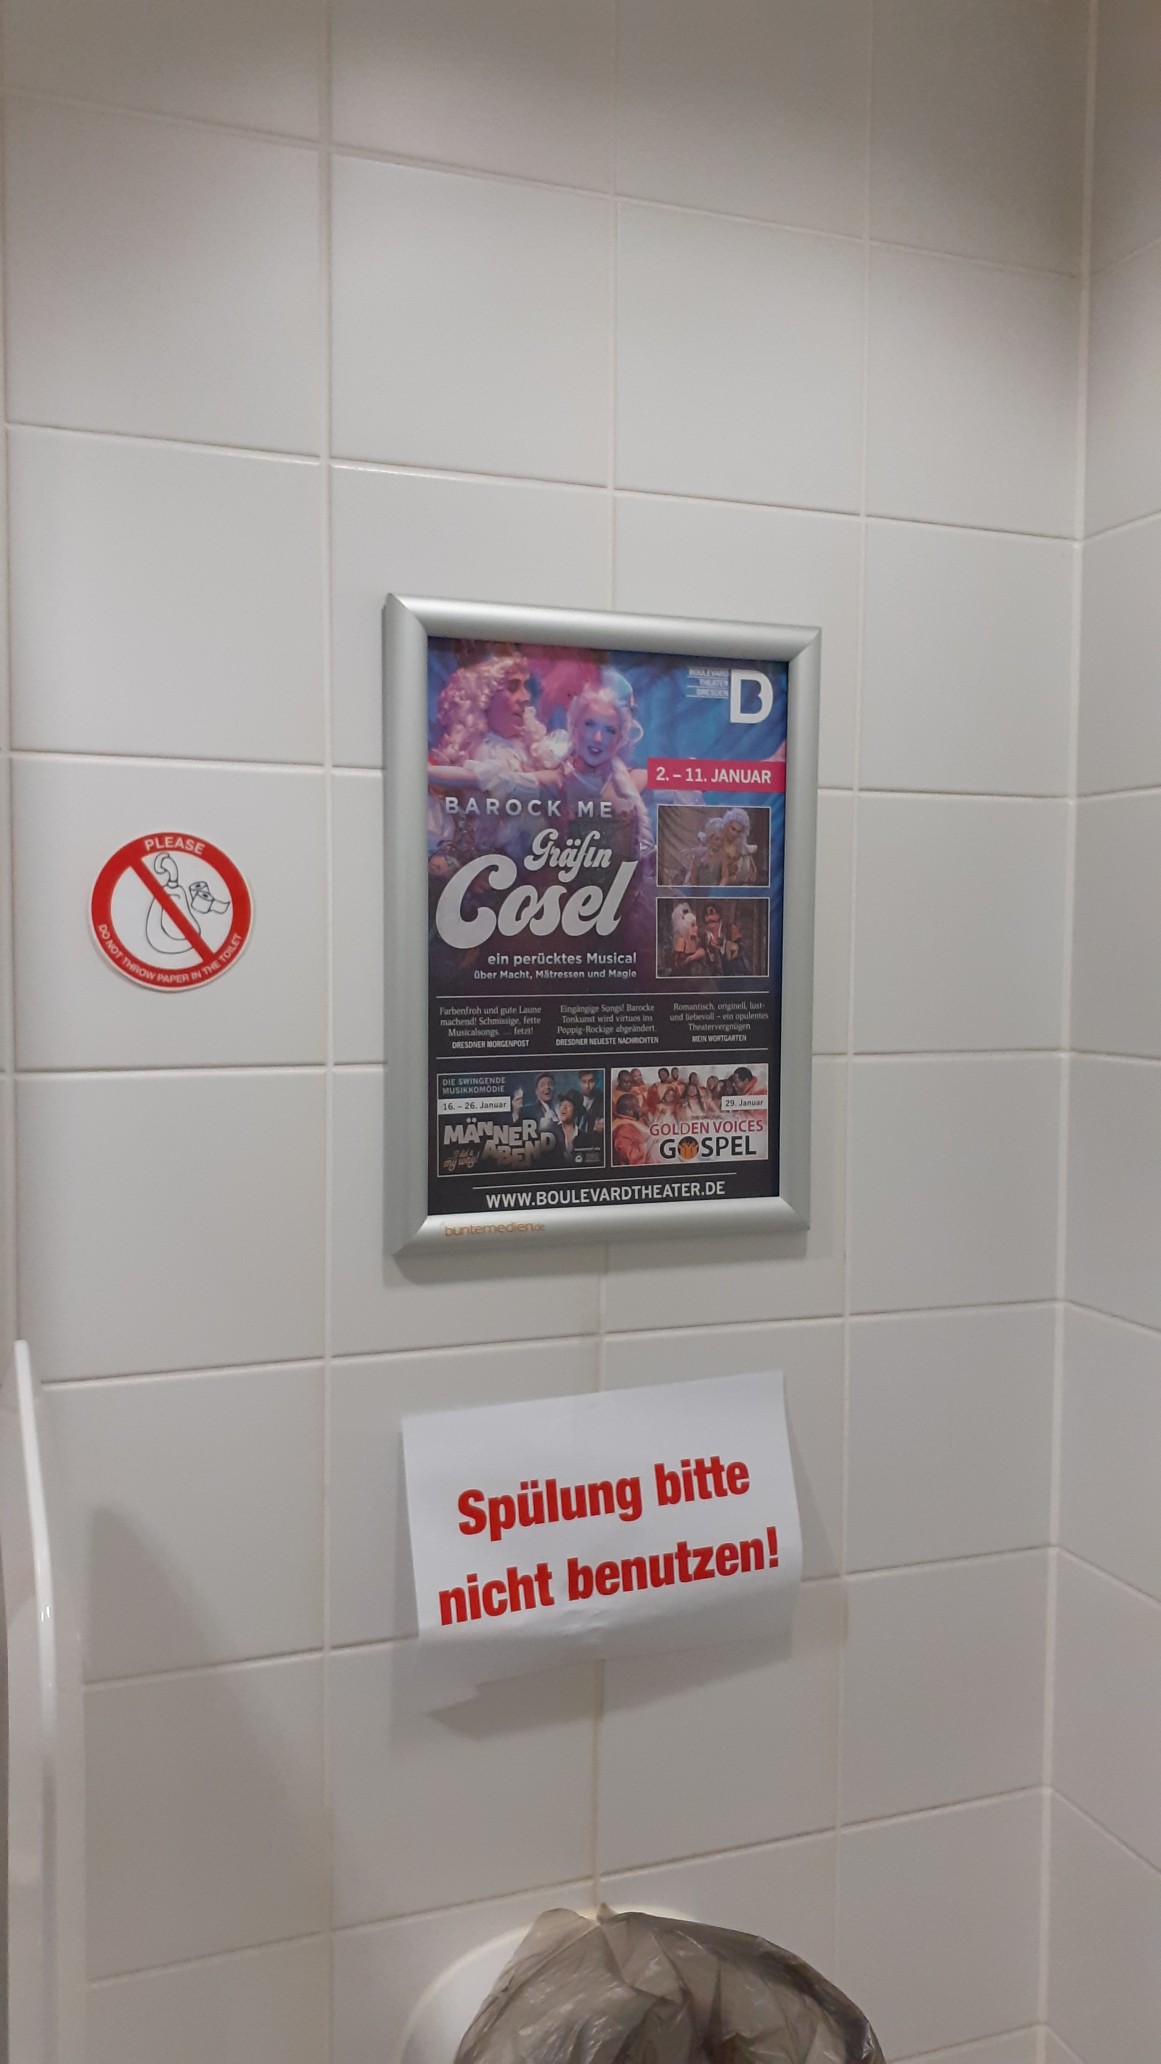 PLEASE
DO NOT THROW PAPER IN THE TOILET
BOULEVARD
THEATER
DRESDEN
B
2. – 11. JANUAR
BAROCK ME
Gräfin
Cosel
ein perücktes Musical
über Macht, Mätressen und Magie
Farbenfroh und gute Laune
machend! Schmissige, fette
Musicalsongs. ... fetzt!
DRESDNER MORGENPOST
Eingängige Songs! Barocke
Tonkunst wird virtuos ins
Poppig-Rockige abgeändert.
DRESDNER NEUESTE NACHRICHTEN
Romantisch, originell, lust-
und liebevoll – ein opulentes
Theatervergnügen
MEIN WORTGARTEN
DIE SWINGENDE
MUSIKKOMÖDIE
16. – 26. Januar
MÄNNER
ABEND
my way!
29. Januar
GOLDEN VOICES
GOSPEL
WWW.BOULEVARDTHEATER.DE
buntemedien.de
Spülung bitte
nicht benutzen!